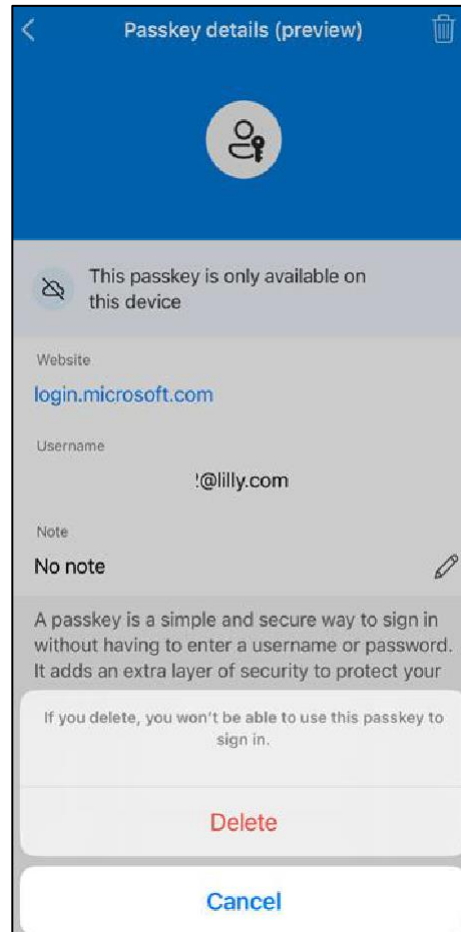 Passkey details (preview)
This passkey is only available on
this device
Website
login.microsoft.com
Username
!@lilly.com
Note
No note
A passkey is a simple and secure way to sign in
without having to enter a username or password.
It adds an extra layer of security to protect your
If you delete, you won't be able to use this passkey to
sign in.
Delete
Cancel